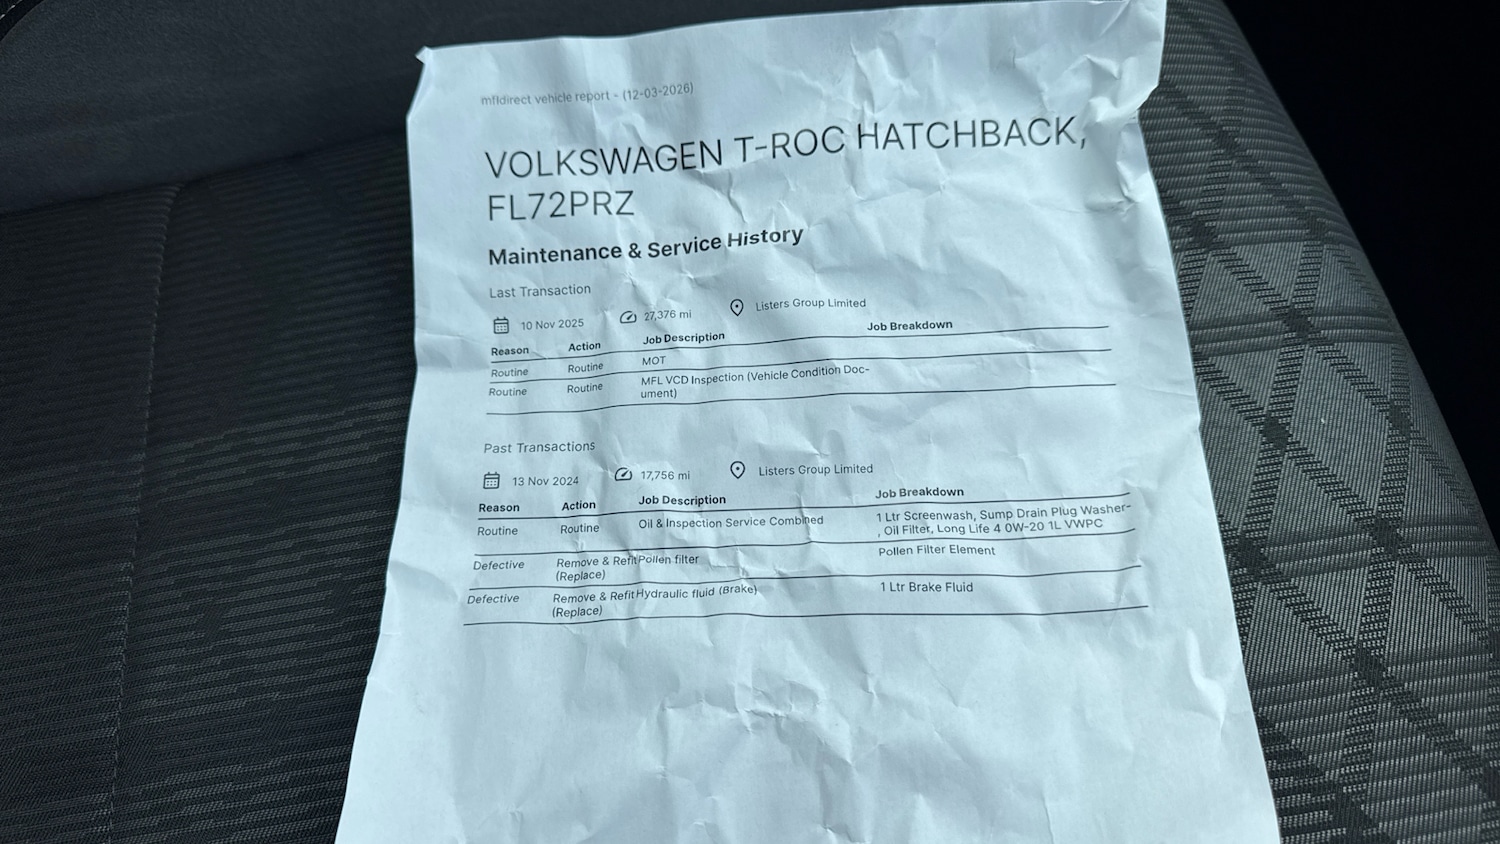 mfldirect vehicle report - (12-03-2026)
VOLKSWAGEN T-ROC HATCHBACK,
FL72PRZ
Maintenance & Service History
Last Transaction
10 Nov 2025 27,376 mi Listers Group Limited
Reason Action Job Description Job Breakdown
Routine Routine MOT
Routine Routine MFL VCD Inspection (Vehicle Condition Doc-
ument)
Past Transactions
13 Nov 2024 17,756 mi Listers Group Limited
Reason Action Job Description Job Breakdown
Routine Routine Oil & Inspection Service Combined 1 Ltr Screenwash, Sump Drain Plug Washer-
, Oil Filter, Long Life 4 0W-20 1L VWPC
Defective Remove & Refit Pollen filter Pollen Filter Element
(Replace)
Defective Remove & Refit Hydraulic fluid (Brake) 1 Ltr Brake Fluid
(Replace)